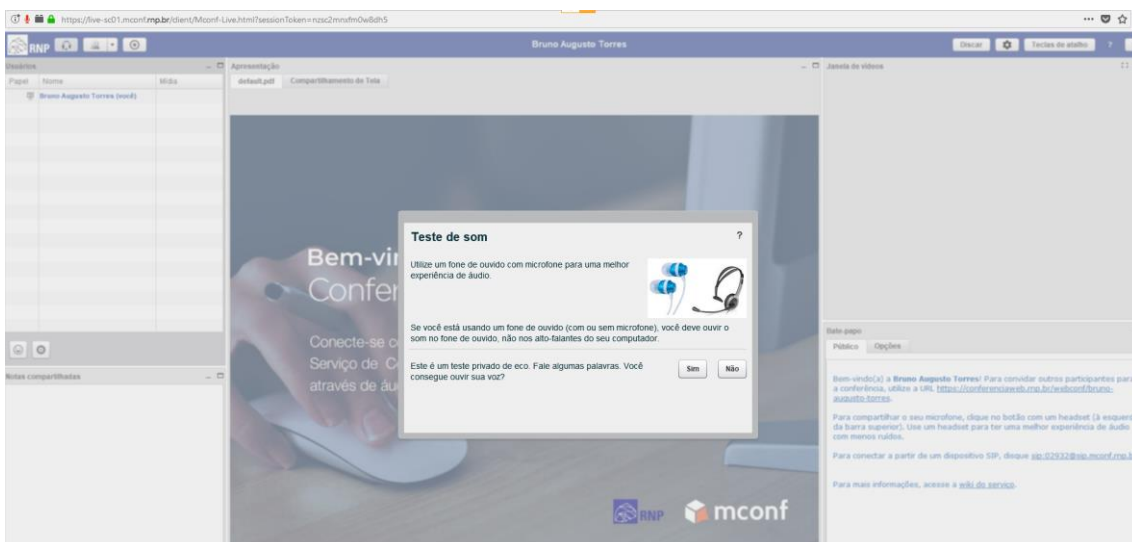 https://live-sc01.mconf.rnp.br/client/Mconf-Live.html?sessionToken=nzsc2mnxfm0w8dh5
RNP
Bruno Augusto Torres
Discar
Teclas de atalho
?
Usuários
Papel Nome Mídia
Bruno Augusto Torres (você)
Notas compartilhadas
Apresentação
default.pdf Compartilhamento de Tela
Bem-vin
Confer
Conecte-se o
Serviço de C
através de áu
RNP
mconf
Teste de som
?
Utilize um fone de ouvido com microfone para uma melhor
experiência de áudio.
Se você está usando um fone de ouvido (com ou sem microfone), você deve ouvir o
som no fone de ouvido, não nos alto-falantes do seu computador.
Este é um teste privado de eco. Fale algumas palavras. Você
consegue ouvir sua voz?
Sim
Não
Janela de vídeos
Bate-papo
Público Opções
Bem-vindo(a) a Bruno Augusto Torres! Para convidar outros participantes para
a conferência, utilize a URL https://conferenciaweb.rnp.br/webconf/bruno-
augusto-torres.
Para compartilhar o seu microfone, clique no botão com um headset (à esquerd
da barra superior). Use um headset para ter uma melhor experiência de áudio
com menos ruídos.
Para conectar a partir de um dispositivo SIP, disque sip:02932@sip.mconf.rnp.b
Para mais informações, acesse a wiki do serviço.